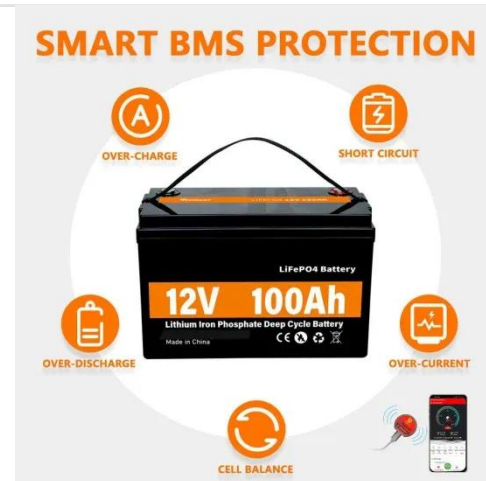 SMART BMS PROTECTION
OVER-CHARGE
SHORT CIRCUIT
LiFePO4 Battery
12V 100Ah
Lithium Iron Phosphate Deep Cycle Battery
Made in China
OVER-DISCHARGE
OVER-CURRENT
CELL BALANCE